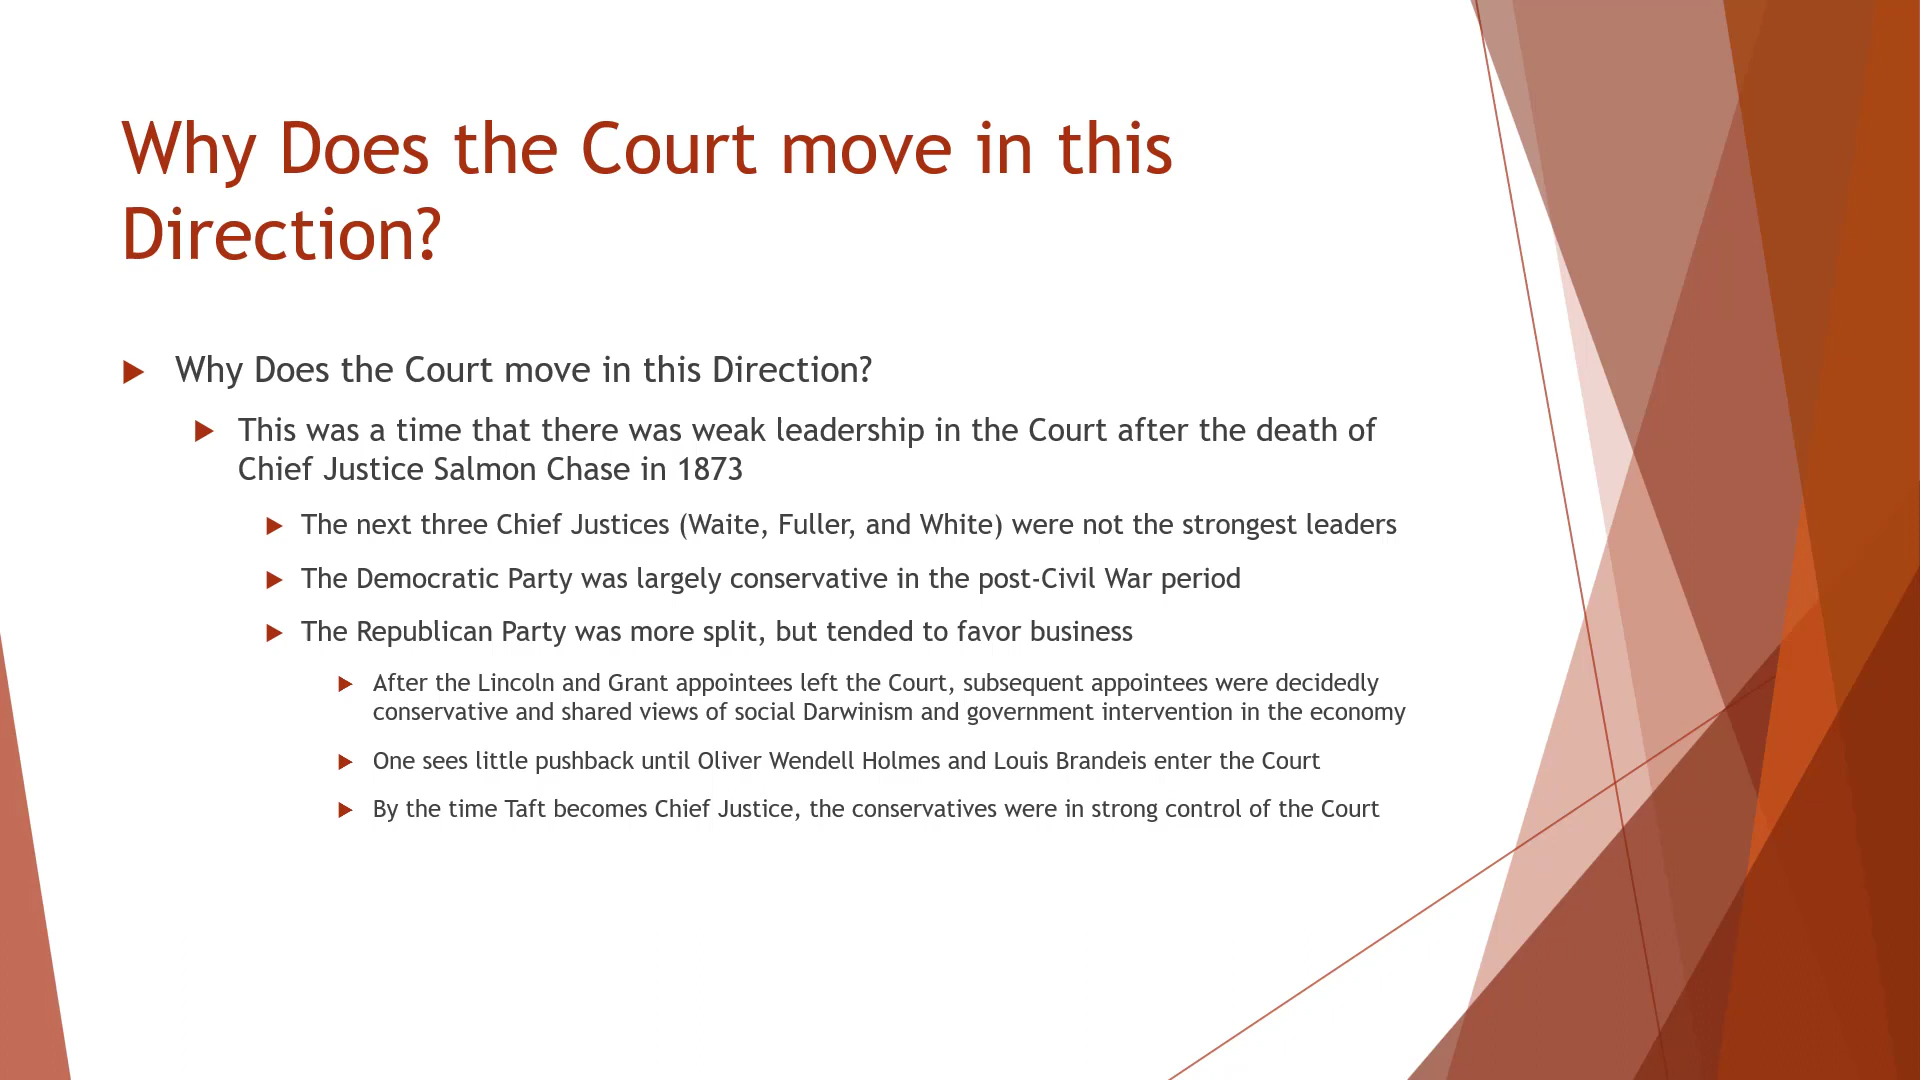 Why Does the Court move in this
Direction?
Why Does the Court move in this Direction?
This was a time that there was weak leadership in the Court after the death of
Chief Justice Salmon Chase in 1873
The next three Chief Justices (Waite, Fuller, and White) were not the strongest leaders
The Democratic Party was largely conservative in the post-Civil War period
The Republican Party was more split, but tended to favor business
After the Lincoln and Grant appointees left the Court, subsequent appointees were decidedly
conservative and shared views of social Darwinism and government intervention in the economy
One sees little pushback until Oliver Wendell Holmes and Louis Brandeis enter the Court
By the time Taft becomes Chief Justice, the conservatives were in strong control of the Court